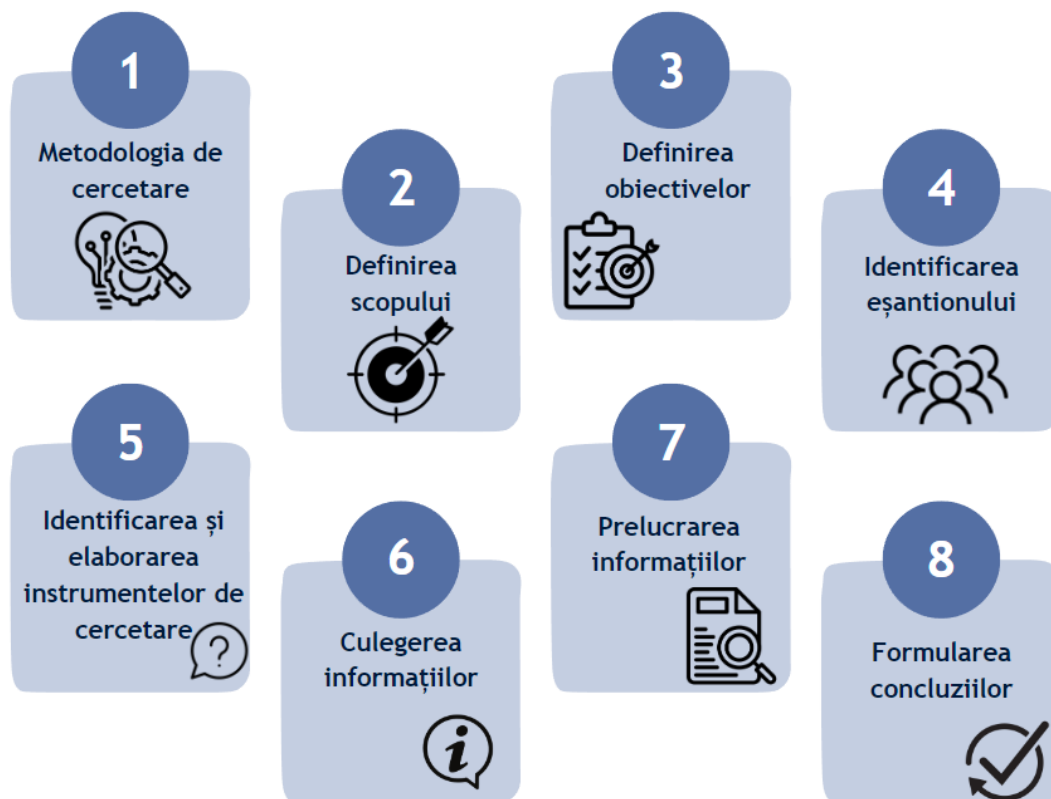 1
Metodologia de
cercetare
2
Definirea
scopului
3
Definirea
obiectivelor
4
Identificarea
eșantionului
5
Identificarea și
elaborarea
instrumentelor de
cercetare
?
6
Culegerea
informațiilor
i
7
Prelucrarea
informațiilor
8
Formularea
concluziilor